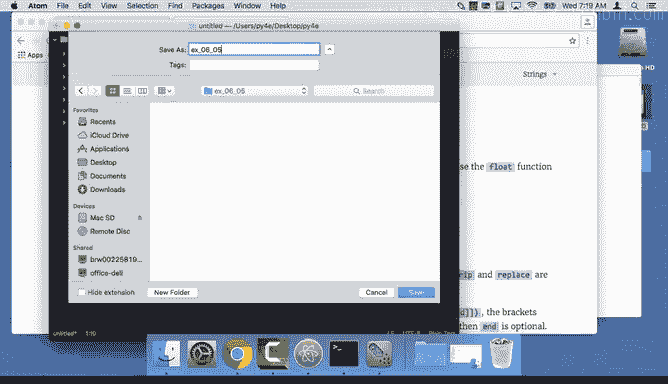 Atom File Edit View Selection Find Packages Window Help
Wed 7:19 AM
untitled — /Users/py4e/Desktop/py4e
Save As: ex_06_05
Tags:
Apps
Strings
ex_06_05
Search
HD
Favorites
Recents
iCloud Drive
Applications
Desktop
Documents
Downloads
se the float function
Devices
Mac SD
Remote Disc
Shared
brw00225819...
office-dell
rip and replace are
Hide extension New Folder Cancel Save
d]]), the brackets
then end is optional.
untitled* 1:10